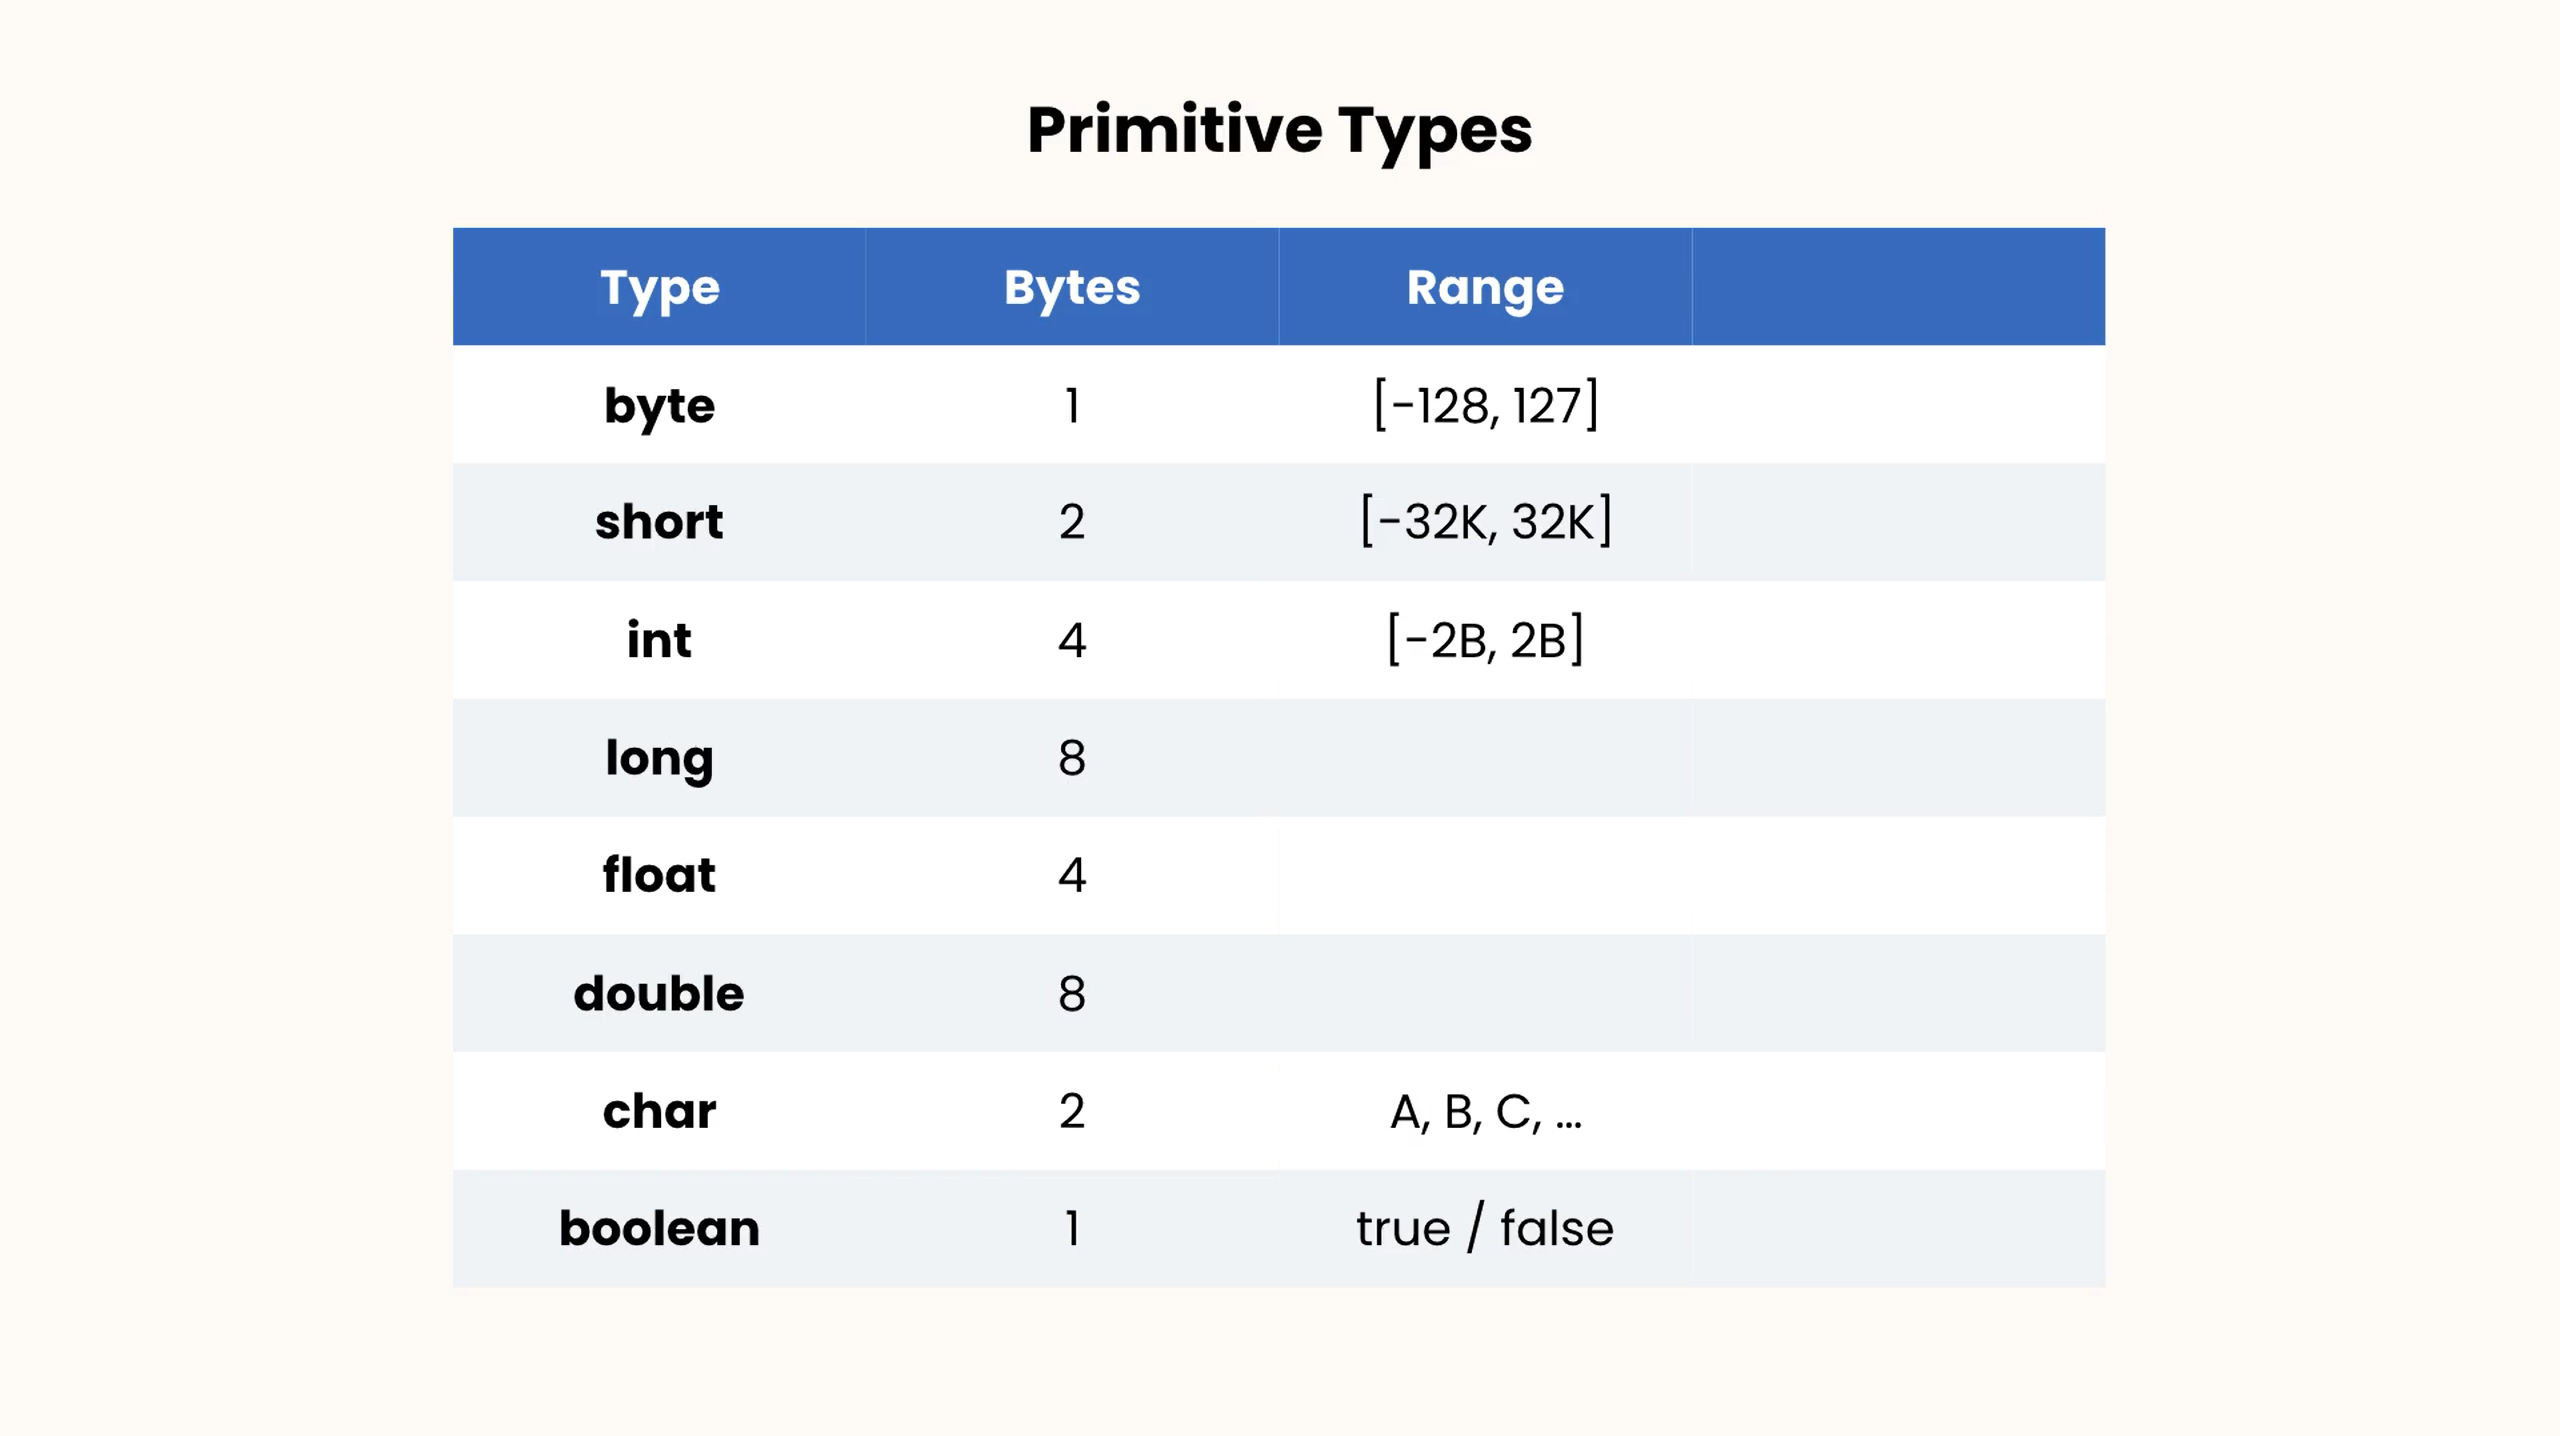 Primitive Types
Type Bytes Range
byte 1 [-128, 127]
short 2 [-32K, 32K]
int 4 [-2B, 2B]
long 8
float 4
double 8
char 2 A, B, C, ...
boolean 1 true / false